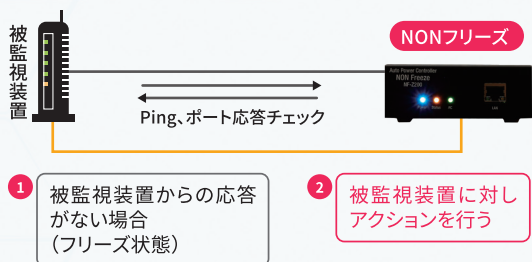 被監視装置
NONフリーズ
Auto Power Controller
NON Freeze
NF-Z200
LAN
Ping、ポート応答チェック
1
被監視装置からの応答
がない場合
（フリーズ状態）
2
被監視装置に対し
アクションを行う